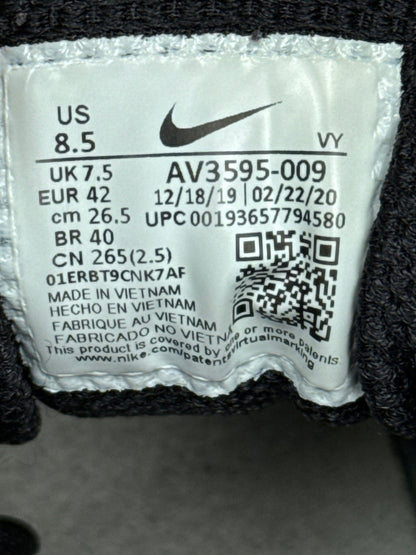 US
8.5
VY
UK 7.5
AV3595-009
EUR 42
12/18/19 | 02/22/20
cm 26.5
UPC 00193657794580
BR 40
CN 265(2.5)
01ERBT9CNK7AF
MADE IN VIETNAM
HECHO EN VIETNAM
FABRIQUE AU VIETNAM
FABRICADO NO VIETNA
This product is covered by one or more patents
www.nike.com/patentsvirtualmarking